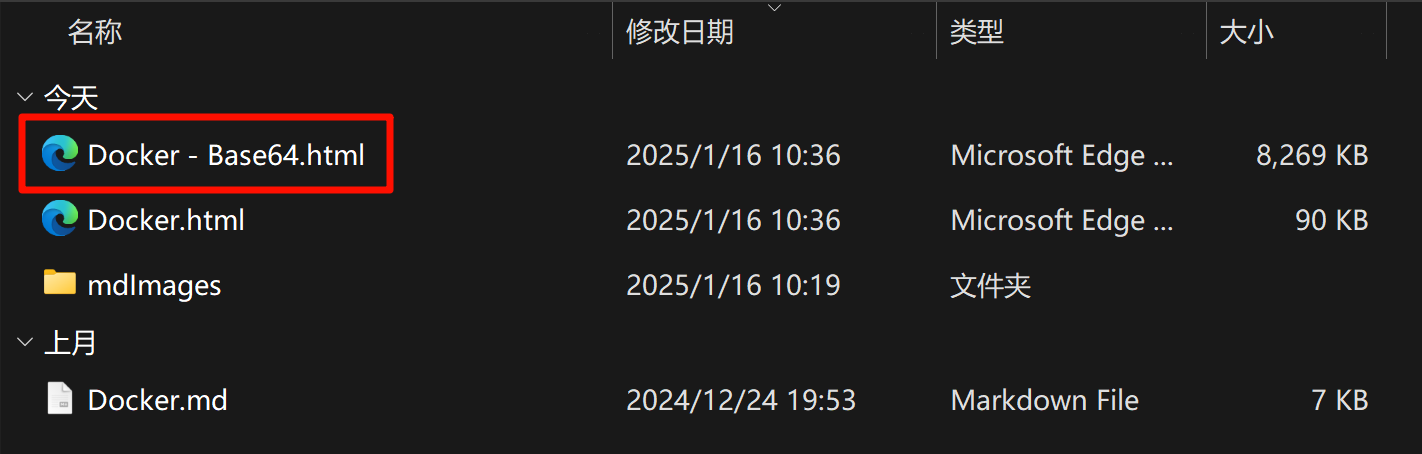 名称 修改日期 类型 大小
今天
Docker - Base64.html 2025/1/16 10:36 Microsoft Edge ... 8,269 KB
Docker.html 2025/1/16 10:36 Microsoft Edge ... 90 KB
mdImages 2025/1/16 10:19 文件夹
上月
Docker.md 2024/12/24 19:53 Markdown File 7 KB